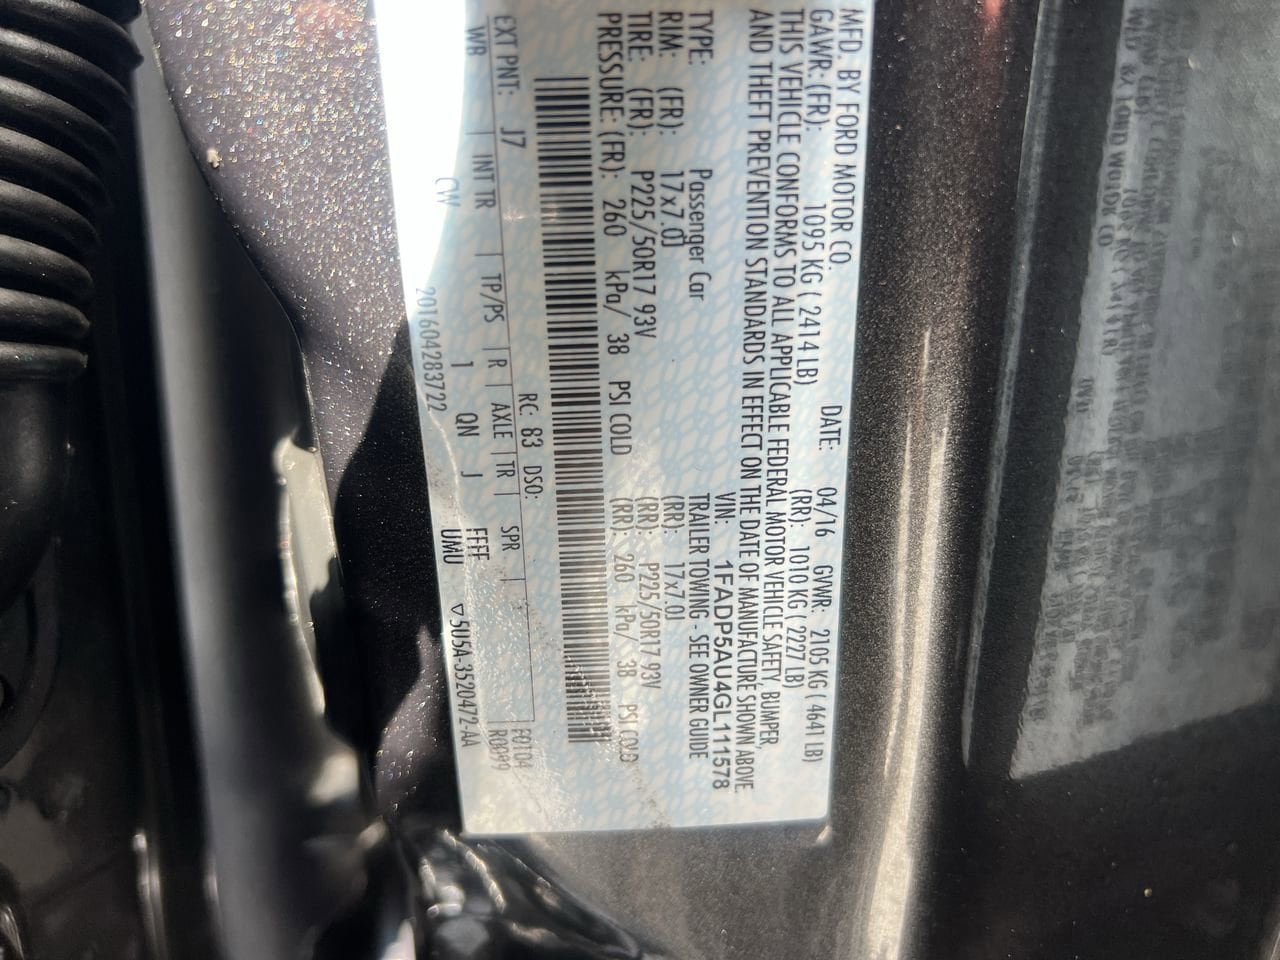 MFD. BY FORD MOTOR CO.
DATE: 04/16 GVWR: 2105 KG ( 4641 LB)
GAWR: (FR): 1095 KG ( 2414 LB) (RR): 1010 KG ( 2227 LB)
THIS VEHICLE CONFORMS TO ALL APPLICABLE FEDERAL MOTOR VEHICLE SAFETY, BUMPER,
AND THEFT PREVENTION STANDARDS IN EFFECT ON THE DATE OF MANUFACTURE SHOWN ABOVE.
VIN: 1FADP5AU4GL111578
TYPE: Passenger Car TRAILER TOWING - SEE OWNER GUIDE
RIM: (FR): 17x7.0J (RR): 17x7.0J
TIRE: (FR): P225/50R17 93V (RR): P225/50R17 93V
PRESSURE: (FR): 260 kPa/ 38 PSI COLD (RR): 260 kPa/ 38 PSI COLD
EXT PNT: J7 RC: 83 DSO: F0104
WB INT TR TP/PS R AXLE TR SPR R0999
CW 1 QN J FFFF
UMU
201604283722 ▽5U5A-3520472-AA